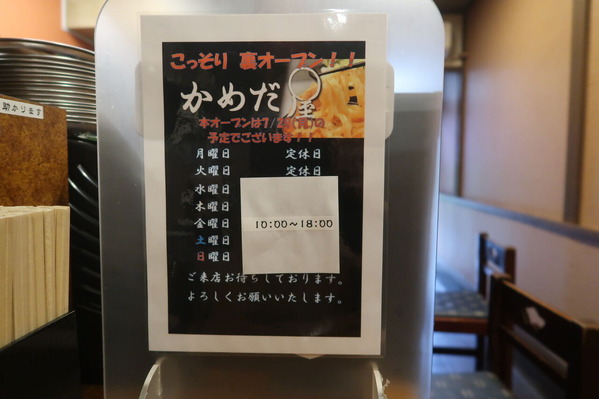 こっそり 裏オープン！！
かめだ屋
本オープンは7/2
予定でございます！！
月曜日 定休日
火曜日 定休日
水曜日
木曜日
金曜日 10:00～18:00
土曜日
日曜日
ご来店お待ちしております。
よろしくお願いいたします。
助かります